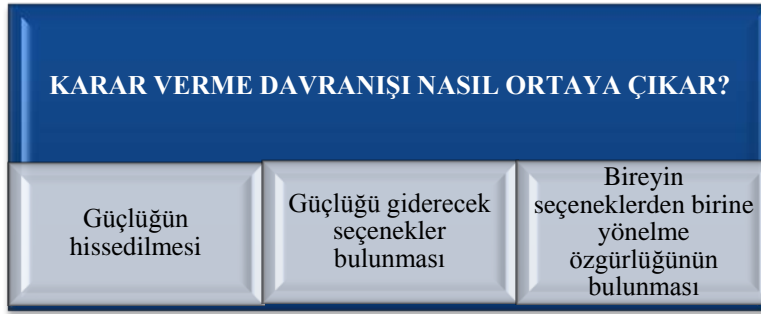 KARAR VERME DAVRANIŞI NASIL ORTAYA ÇIKAR?
Güçlüğün
hissedilmesi
Güçlüğü giderecek
seçenekler
bulunması
Bireyin
seçeneklerden birine
yönelme
özgürlüğünün
bulunması